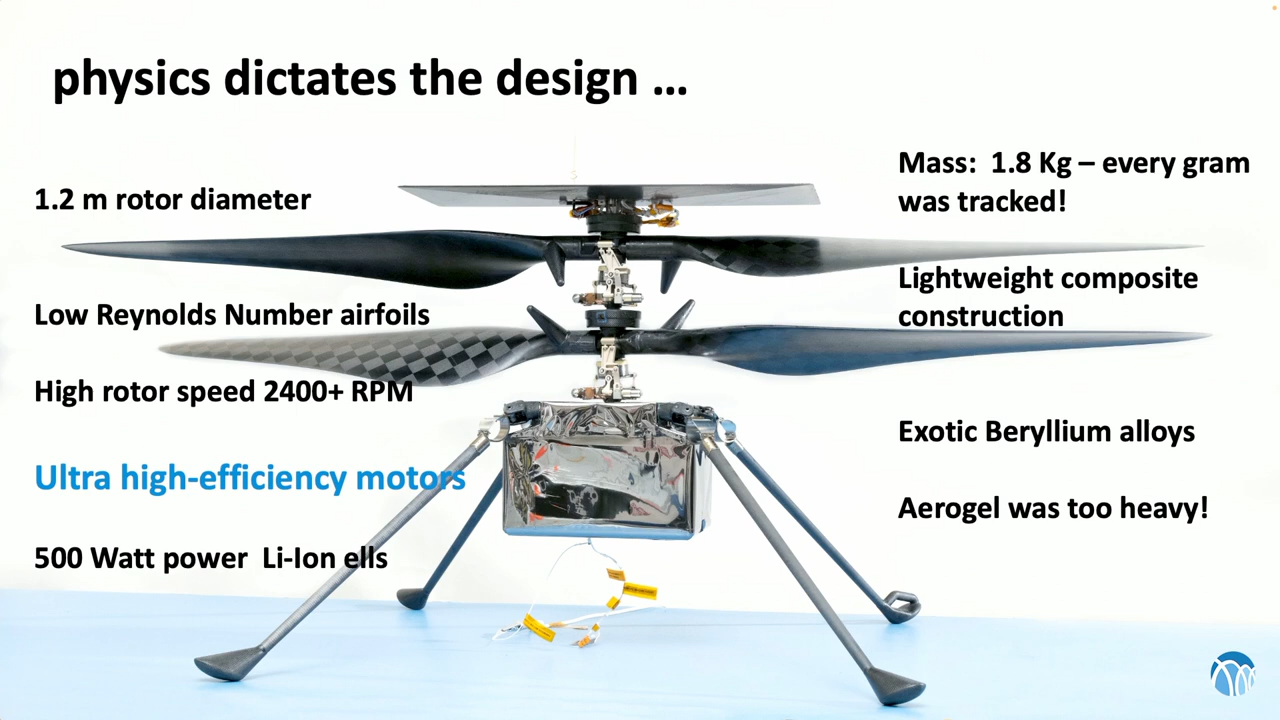 physics dictates the design ...
1.2 m rotor diameter
Low Reynolds Number airfoils
High rotor speed 2400+ RPM
Ultra high-efficiency motors
500 Watt power  Li-Ion ells
Mass:  1.8 Kg – every gram
was tracked!
Lightweight composite
construction
Exotic Beryllium alloys
Aerogel was too heavy!